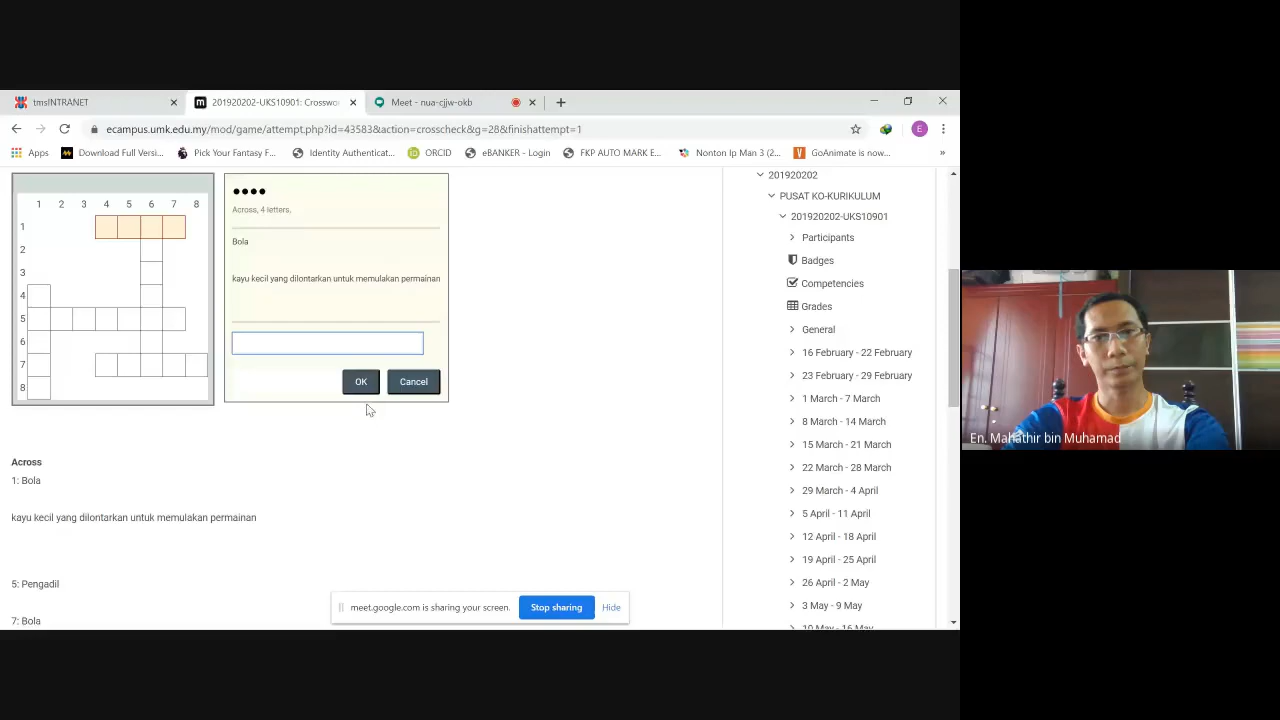 tmsINTRANET
201920202-UKS10901: Crosswo
Meet - nua-cjjw-okb
ecampus.umk.edu.my/mod/game/attempt.php?id=43583&action=crosscheck&g=28&finishattempt=1
E
Apps
Download Full Versi...
Pick Your Fantasy F...
Identity Authenticat...
ORCID
eBANKER - Login
FKP AUTO MARK E...
Nonton Ip Man 3 (2...
GoAnimate is now...
»
1 2 3 4 5 6 7 8
1
2
3
4
5
6
7
8
Across, 4 letters.
Bola
kayu kecil yang dilontarkan untuk memulakan permainan
OK
Cancel
Across
1: Bola
kayu kecil yang dilontarkan untuk memulakan permainan
5: Pengadil
7: Bola
meet.google.com is sharing your screen.
Stop sharing
Hide
201920202
PUSAT KO-KURIKULUM
201920202-UKS10901
Participants
Badges
Competencies
Grades
General
16 February - 22 February
23 February - 29 February
1 March - 7 March
8 March - 14 March
15 March - 21 March
22 March - 28 March
29 March - 4 April
5 April - 11 April
12 April - 18 April
19 April - 25 April
26 April - 2 May
3 May - 9 May
10 May - 16 May
En. Mahathir bin Muhamad